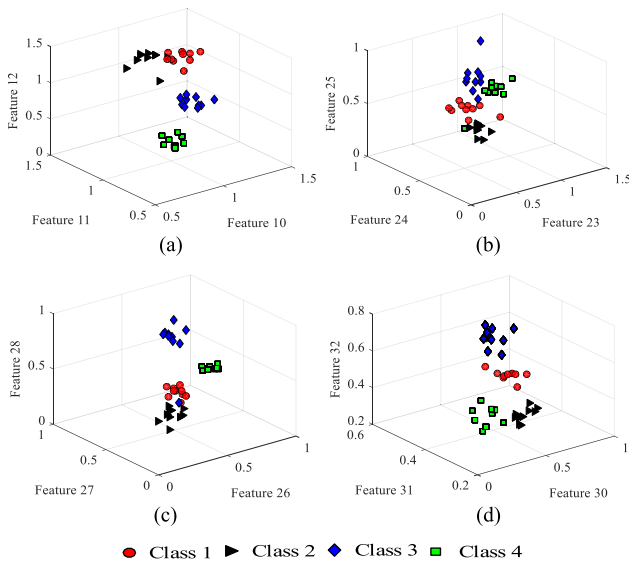 1.5
1
0.5
0
Feature 12
1.5
1
0.5
Feature 11
0.5
1
1.5
Feature 10
(a)
1
0.5
0
Feature 25
1
0.5
0
Feature 24
0
0.5
1
1.5
Feature 23
(b)
1
0.5
0
Feature 28
1
0.5
0
Feature 27
0
0.5
1
Feature 26
(c)
0.8
0.6
0.4
0.2
Feature 32
0.6
0.4
0.2
Feature 31
0
0.5
1
Feature 30
(d)
Class 1 Class 2 Class 3 Class 4